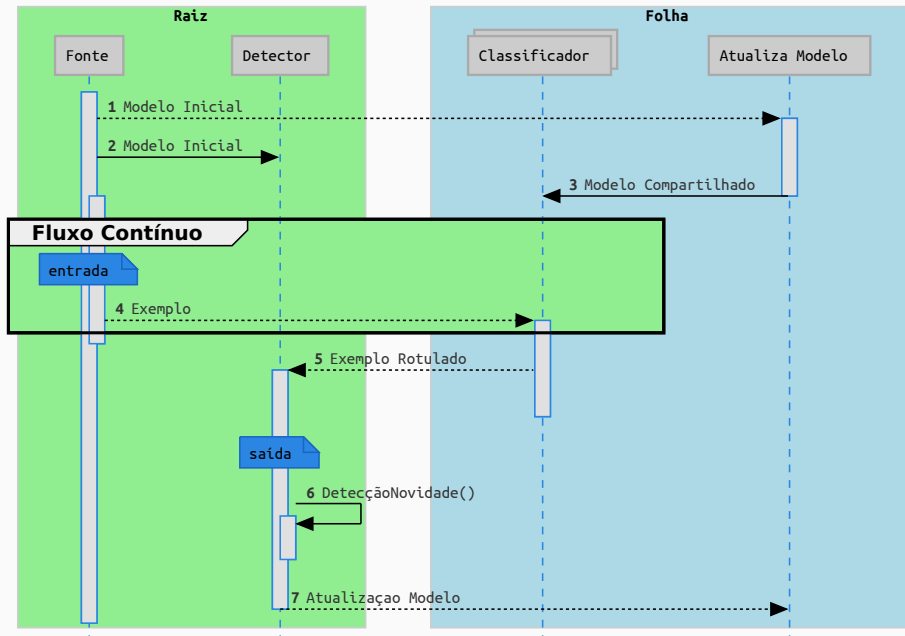 Raiz
Folha
Fonte
Detector
Classificador
Atualiza Modelo
1 Modelo Inicial
2 Modelo Inicial
3 Modelo Compartilhado
Fluxo Contínuo
entrada
4 Exemplo
5 Exemplo Rotulado
saída
6 DetecçãoNovidade()
7 Atualizaçao Modelo